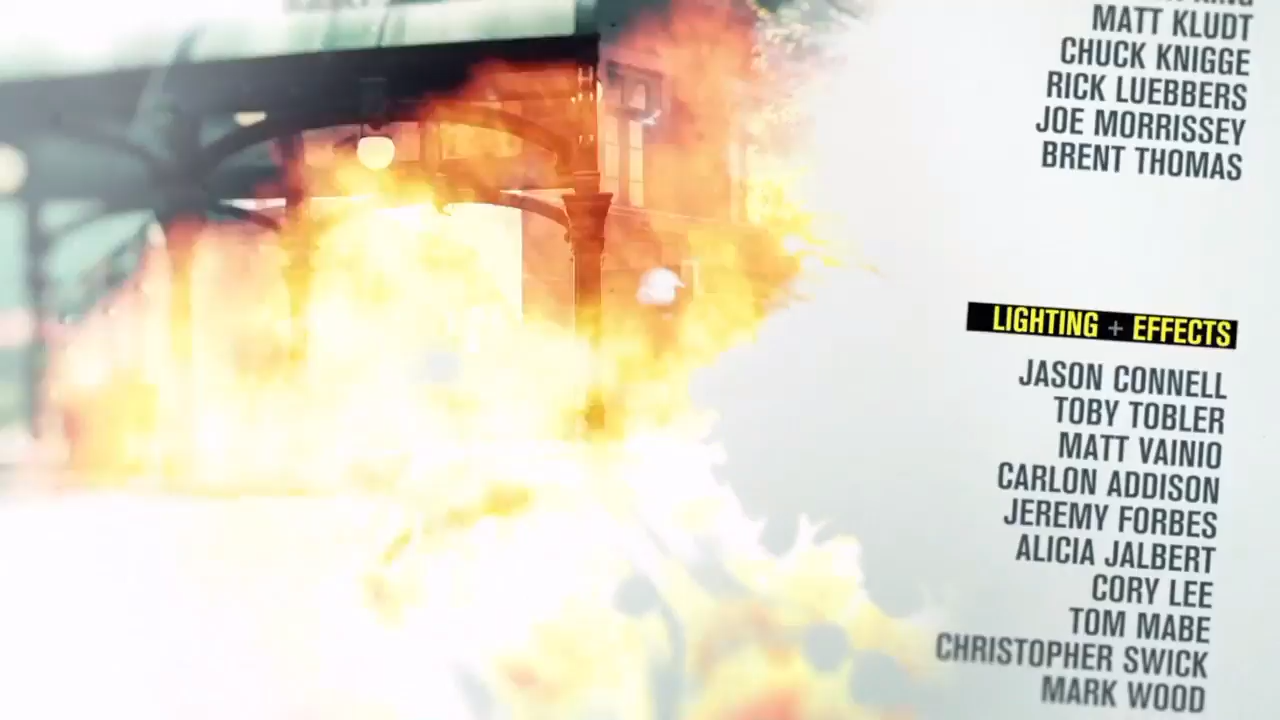 MATT KLUDT
CHUCK KNIGGE
RICK LUEBBERS
JOE MORRISSEY
BRENT THOMAS
LIGHTING + EFFECTS
JASON CONNELL
TOBY TOBLER
MATT VAINIO
CARLON ADDISON
JEREMY FORBES
ALICIA JALBERT
CORY LEE
TOM MABE
CHRISTOPHER SWICK
MARK WOOD